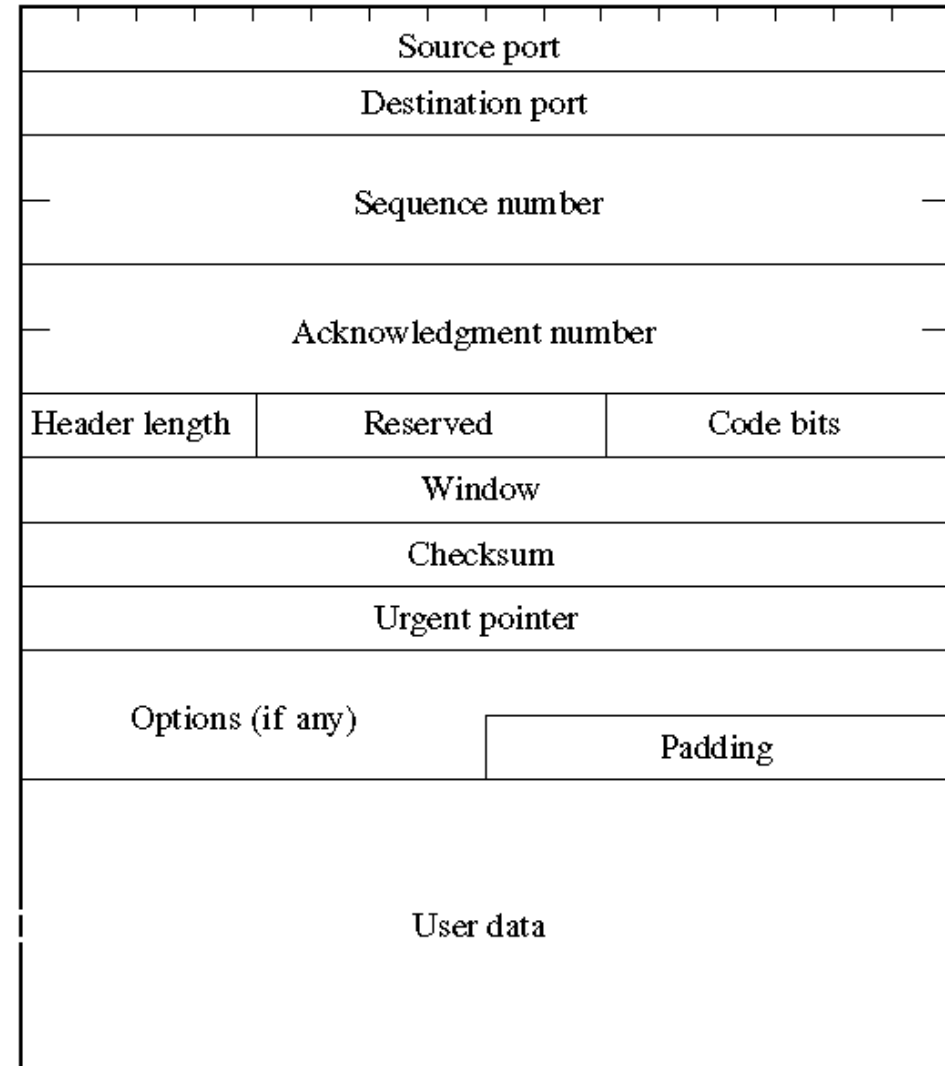 Source port
Destination port
Sequence number
Acknowledgment number
Header length Reserved Code bits
Window
Checksum
Urgent pointer
Options (if any)
Padding
User data